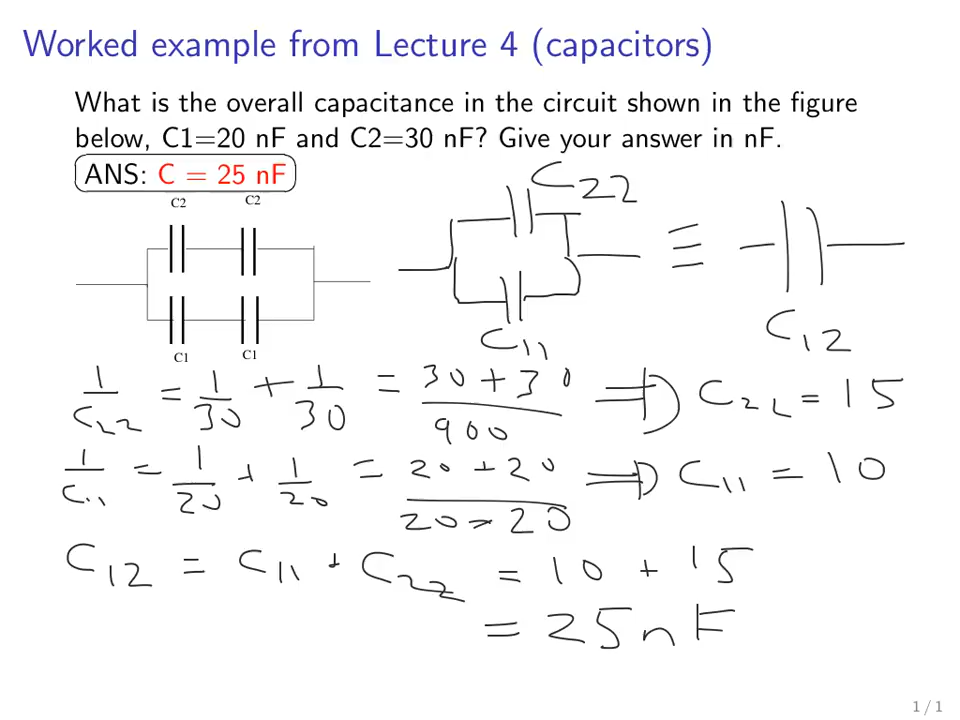 Worked example from Lecture 4 (capacitors)
What is the overall capacitance in the circuit shown in the figure
below, C1=20 nF and C2=30 nF? Give your answer in nF.
ANS: C = 25 nF
C2 C2
C1 C1
C22
C11
≡
C12
1/C22 = 1/30 + 1/30 = (30 + 30)/900 ⟹ C22 = 15
1/C11 = 1/20 + 1/20 = (20 + 20)/(20 × 20) ⟹ C11 = 10
C12 = C11 + C22 = 10 + 15
= 25nF
1 / 1